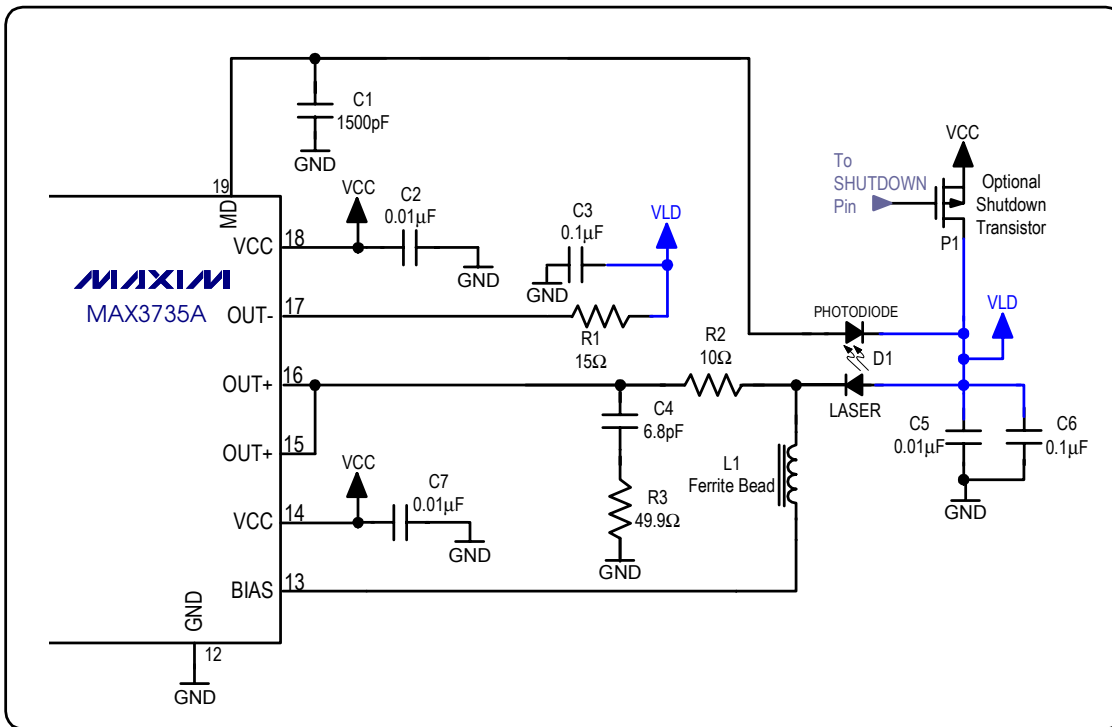 C1
1500pF
GND
19
MD
VCC
C2
0.01µF
GND
VCC
18
C3
0.1µF
GND
VLD
MAXIM
MAX3735A
OUT-
17
R1
15Ω
To
SHUTDOWN
Pin
VCC
Optional
Shutdown
Transistor
P1
PHOTODIODE
D1
LASER
VLD
R2
10Ω
OUT+
16
OUT+
15
C4
6.8pF
R3
49.9Ω
GND
L1
Ferrite Bead
C5
0.01µF
C6
0.1µF
GND
VCC
C7
0.01µF
GND
VCC
14
BIAS
13
GND
12
GND